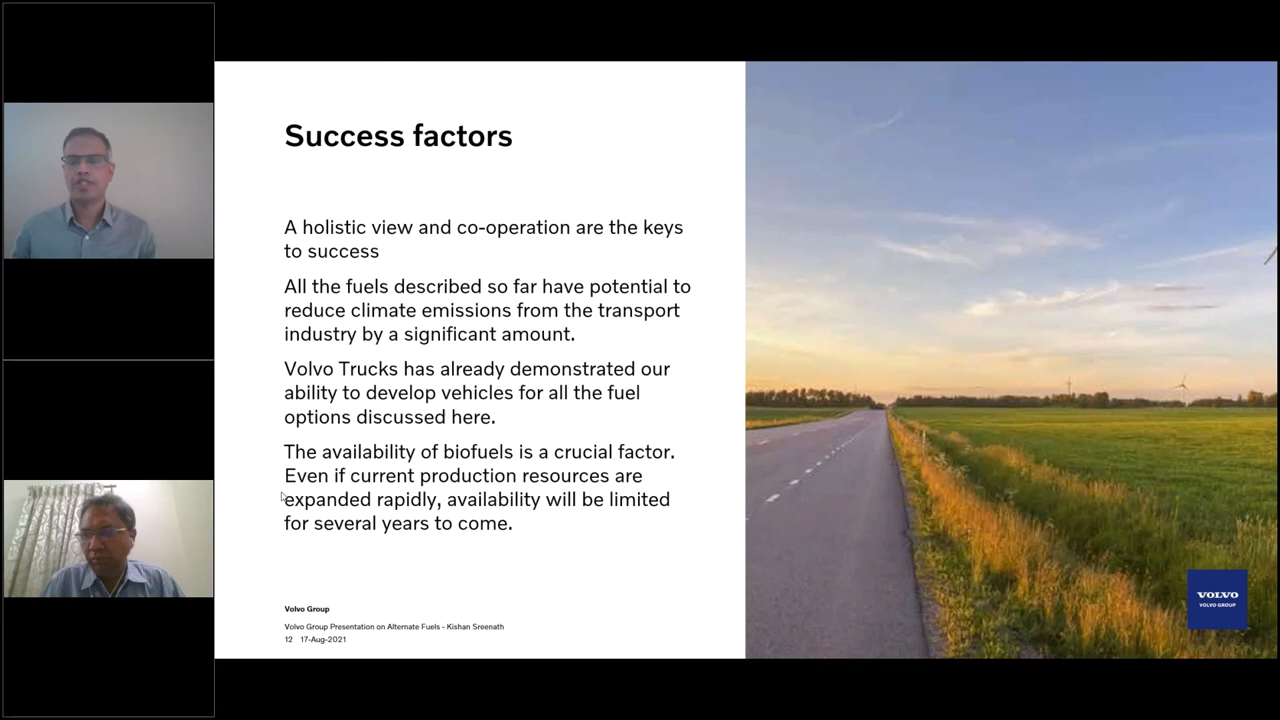 Success factors
A holistic view and co-operation are the keys
to success
All the fuels described so far have potential to
reduce climate emissions from the transport
industry by a significant amount.
Volvo Trucks has already demonstrated our
ability to develop vehicles for all the fuel
options discussed here.
The availability of biofuels is a crucial factor.
Even if current production resources are
expanded rapidly, availability will be limited
for several years to come.
Volvo Group
Volvo Group Presentation on Alternate Fuels - Kishan Sreenath
12 17-Aug-2021
VOLVO
VOLVO GROUP